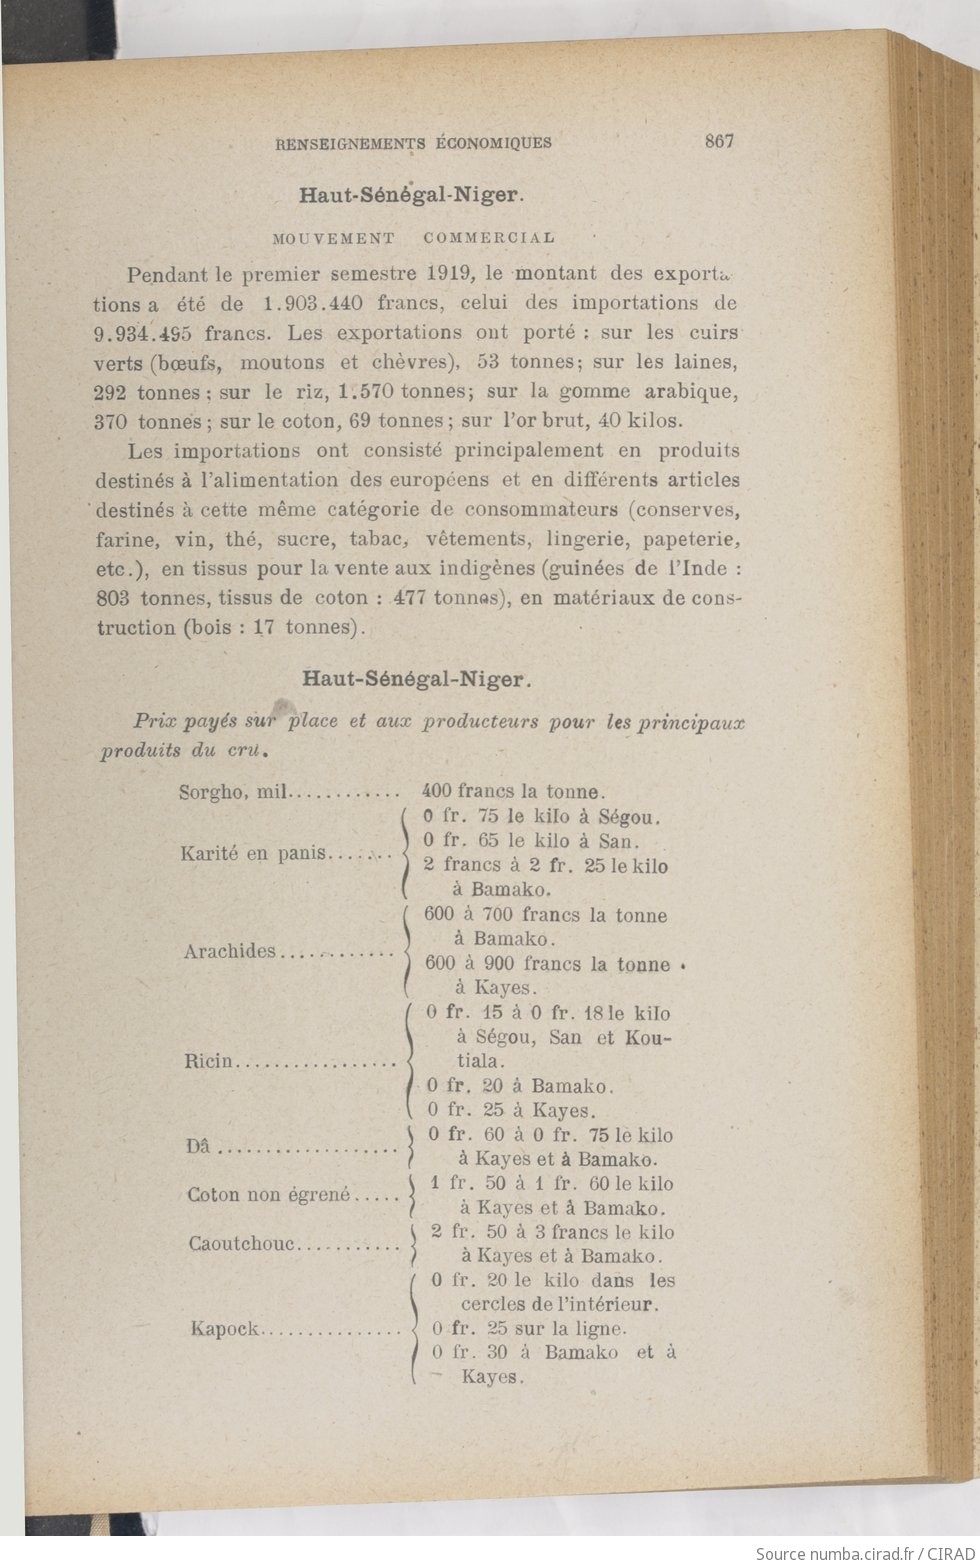 RENSEIGNEMENTS ÉCONOMIQUES 867
Haut-Sénégal-Niger.
MOUVEMENT COMMERCIAL
Pendant le premier semestre 1919, le montant des exporta-
tions a été de 1.903.440 francs, celui des importations de
9.934.495 francs. Les exportations ont porté : sur les cuirs
verts (bœufs, moutons et chèvres), 53 tonnes; sur les laines,
292 tonnes ; sur le riz, 1.570 tonnes; sur la gomme arabique,
370 tonnes ; sur le coton, 69 tonnes ; sur l'or brut, 40 kilos.
Les importations ont consisté principalement en produits
destinés à l'alimentation des européens et en différents articles
destinés à cette même catégorie de consommateurs (conserves,
farine, vin, thé, sucre, tabac, vêtements, lingerie, papeterie,
etc.), en tissus pour la vente aux indigènes (guinées de l'Inde :
803 tonnes, tissus de coton : 477 tonnes), en matériaux de cons-
truction (bois : 17 tonnes).
Haut-Sénégal-Niger.
Prix payés sur place et aux producteurs pour les principaux
produits du cru.
Sorgho, mil............ 400 francs la tonne.
0 fr. 75 le kilo à Ségou.
0 fr. 65 le kilo à San.
Karité en panis.......
2 francs à 2 fr. 25 le kilo
à Bamako.
600 à 700 francs la tonne
à Bamako.
Arachides............
600 à 900 francs la tonne
à Kayes.
0 fr. 15 à 0 fr. 18 le kilo
à Ségou, San et Kou-
Ricin................. tiala.
0 fr. 20 à Bamako.
0 fr. 25 à Kayes.
Dâ ................... 0 fr. 60 à 0 fr. 75 le kilo
à Kayes et à Bamako.
Coton non égrené..... 1 fr. 50 à 1 fr. 60 le kilo
à Kayes et à Bamako.
Caoutchouc........... 2 fr. 50 à 3 francs le kilo
à Kayes et à Bamako.
0 fr. 20 le kilo dans les
cercles de l'intérieur.
Kapock............... 0 fr. 25 sur la ligne.
0 fr. 30 à Bamako et à
Kayes.
Source numba.cirad.fr / CIRAD